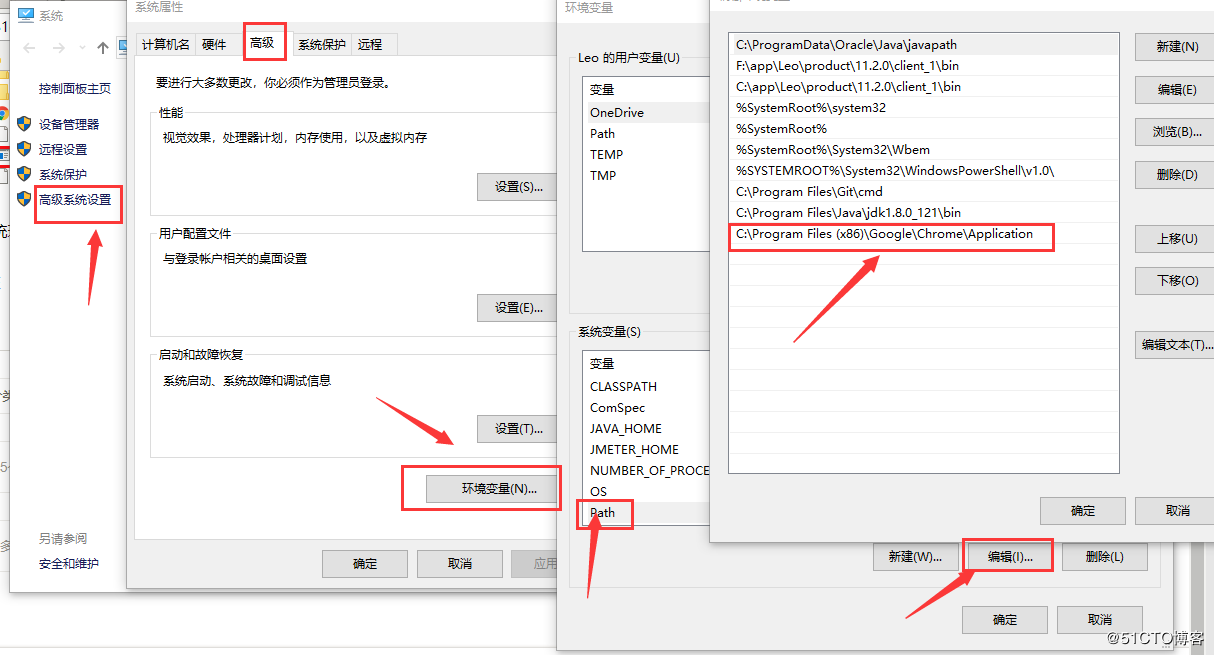 系统
控制面板主页
设备管理器
远程设置
系统保护
高级系统设置
另请参阅
安全和维护
系统属性
计算机名
硬件
高级
系统保护
远程
要进行大多数更改，你必须作为管理员登录。
性能
视觉效果，处理器计划，内存使用，以及虚拟内存
设置(S)...
用户配置文件
与登录帐户相关的桌面设置
设置(E)...
启动和故障恢复
系统启动、系统故障和调试信息
设置(T)...
环境变量(N)...
确定
取消
应用
环境变量
Leo 的用户变量(U)
变量
OneDrive
Path
TEMP
TMP
系统变量(S)
变量
CLASSPATH
ComSpec
JAVA_HOME
JMETER_HOME
NUMBER_OF_PROCE
OS
Path
新建(W)...
编辑(I)...
删除(L)
确定
取消
C:\ProgramData\Oracle\Java\javapath
F:\app\Leo\product\11.2.0\client_1\bin
C:\app\Leo\product\11.2.0\client_1\bin
%SystemRoot%\system32
%SystemRoot%
%SystemRoot%\System32\Wbem
%SYSTEMROOT%\System32\WindowsPowerShell\v1.0\
C:\Program Files\Git\cmd
C:\Program Files\Java\jdk1.8.0_121\bin
C:\Program Files (x86)\Google\Chrome\Application
新建(N)
编辑(E)
浏览(B)...
删除(D)
上移(U)
下移(O)
编辑文本(T)...
确定
取消
@51CTO博客